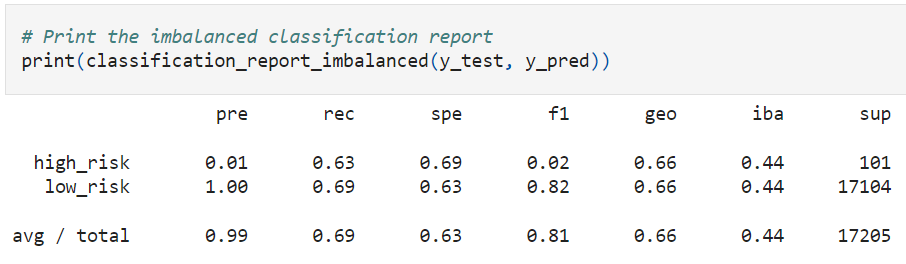 # Print the imbalanced classification report
print(classification_report_imbalanced(y_test, y_pred))
pre rec spe f1 geo iba sup
high_risk 0.01 0.63 0.69 0.02 0.66 0.44 101
low_risk 1.00 0.69 0.63 0.82 0.66 0.44 17104
avg / total 0.99 0.69 0.63 0.81 0.66 0.44 17205